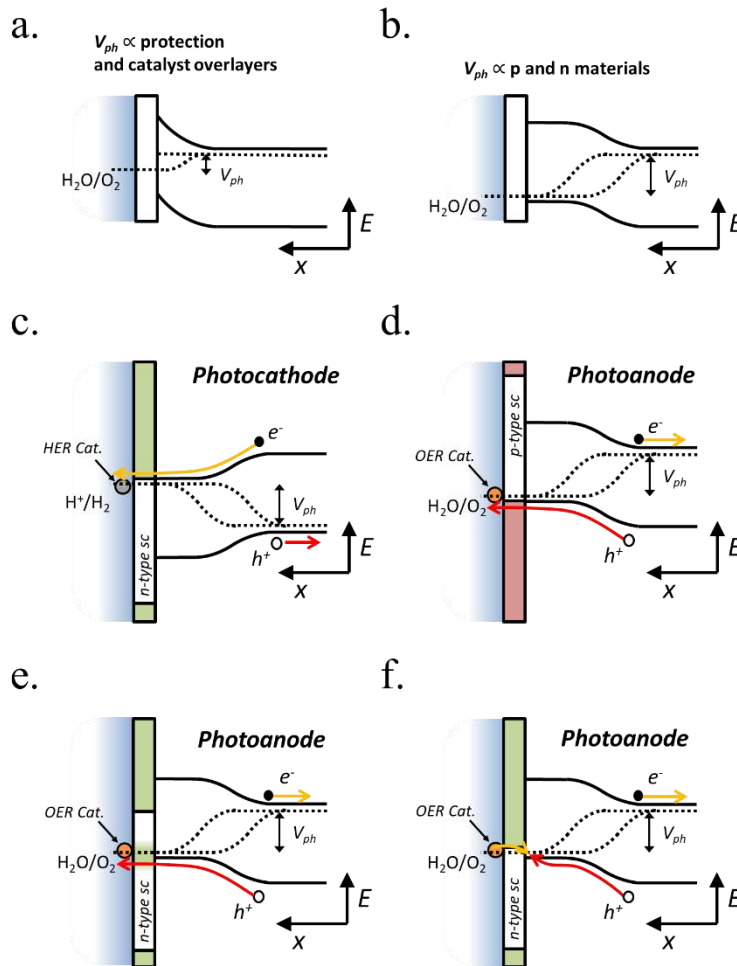 a.
V_ph ∝ protection
and catalyst overlayers
H₂O/O₂
V_ph
E
x
b.
V_ph ∝ p and n materials
H₂O/O₂
V_ph
E
x
c.
Photocathode
HER Cat.
e⁻
H⁺/H₂
V_ph
n-type sc
h⁺
E
x
d.
Photoanode
p-type sc
e⁻
OER Cat.
H₂O/O₂
V_ph
h⁺
E
x
e.
Photoanode
e⁻
OER Cat.
H₂O/O₂
V_ph
n-type sc
h⁺
E
x
f.
Photoanode
e⁻
OER Cat.
H₂O/O₂
V_ph
n-type sc
h⁺
E
x